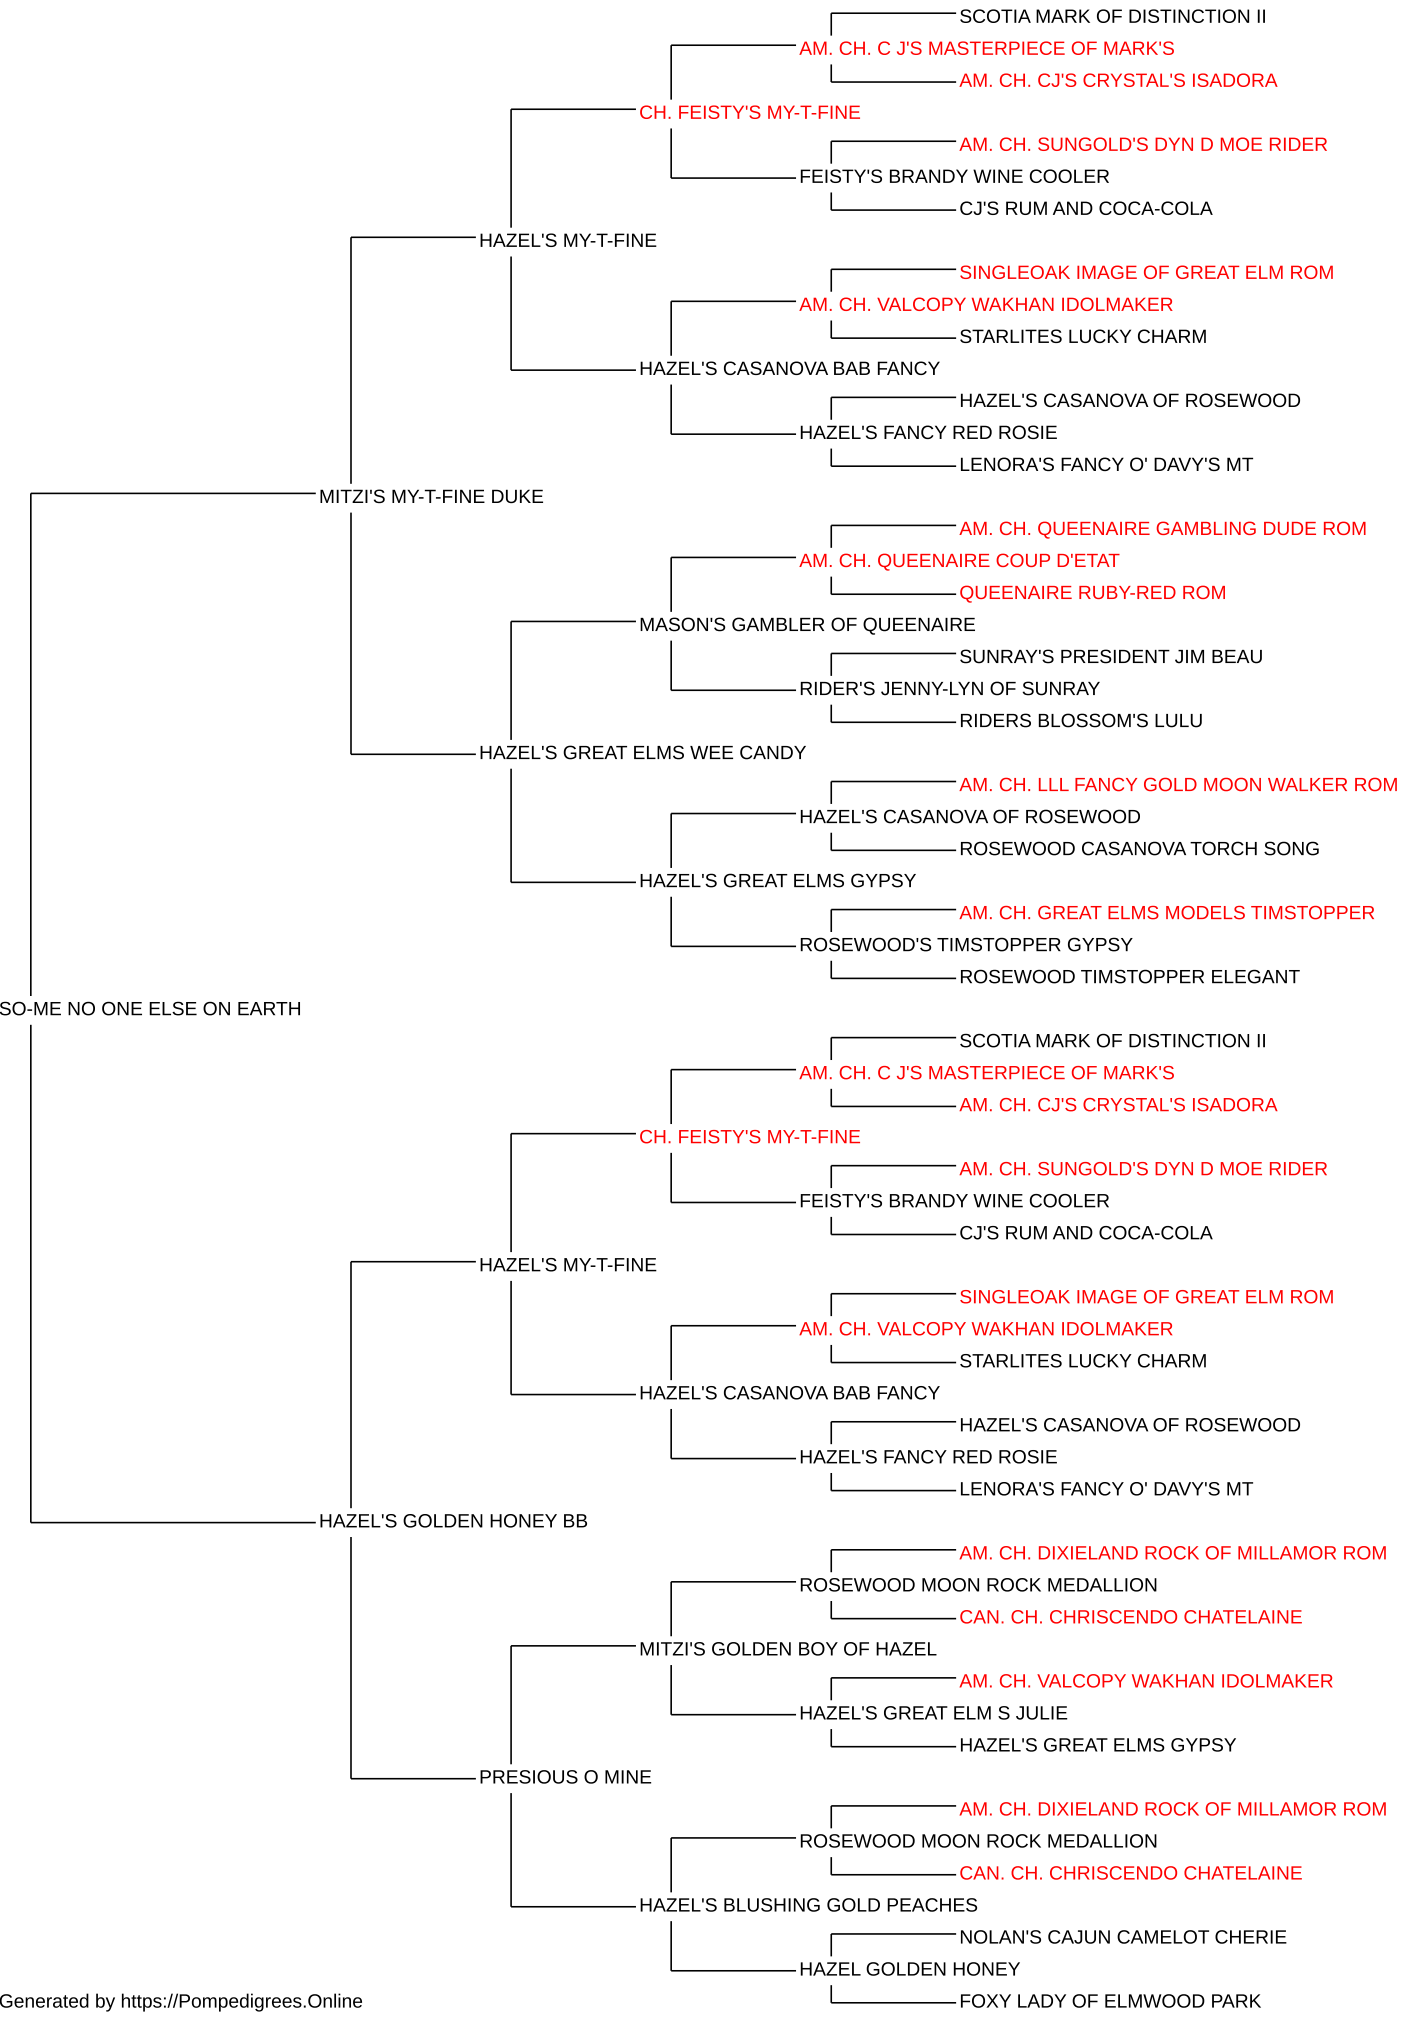 SCOTIA MARK OF DISTINCTION II
AM. CH. C J'S MASTERPIECE OF MARK'S
AM. CH. CJ'S CRYSTAL'S ISADORA
CH. FEISTY'S MY-T-FINE
AM. CH. SUNGOLD'S DYN D MOE RIDER
FEISTY'S BRANDY WINE COOLER
CJ'S RUM AND COCA-COLA
HAZEL'S MY-T-FINE
SINGLEOAK IMAGE OF GREAT ELM ROM
AM. CH. VALCOPY WAKHAN IDOLMAKER
STARLITES LUCKY CHARM
HAZEL'S CASANOVA BAB FANCY
HAZEL'S CASANOVA OF ROSEWOOD
HAZEL'S FANCY RED ROSIE
LENORA'S FANCY O' DAVY'S MT
MITZI'S MY-T-FINE DUKE
AM. CH. QUEENAIRE GAMBLING DUDE ROM
AM. CH. QUEENAIRE COUP D'ETAT
QUEENAIRE RUBY-RED ROM
MASON'S GAMBLER OF QUEENAIRE
SUNRAY'S PRESIDENT JIM BEAU
RIDER'S JENNY-LYN OF SUNRAY
RIDERS BLOSSOM'S LULU
HAZEL'S GREAT ELMS WEE CANDY
AM. CH. LLL FANCY GOLD MOON WALKER ROM
HAZEL'S CASANOVA OF ROSEWOOD
ROSEWOOD CASANOVA TORCH SONG
HAZEL'S GREAT ELMS GYPSY
AM. CH. GREAT ELMS MODELS TIMSTOPPER
ROSEWOOD'S TIMSTOPPER GYPSY
ROSEWOOD TIMSTOPPER ELEGANT
SO-ME NO ONE ELSE ON EARTH
SCOTIA MARK OF DISTINCTION II
AM. CH. C J'S MASTERPIECE OF MARK'S
AM. CH. CJ'S CRYSTAL'S ISADORA
CH. FEISTY'S MY-T-FINE
AM. CH. SUNGOLD'S DYN D MOE RIDER
FEISTY'S BRANDY WINE COOLER
CJ'S RUM AND COCA-COLA
HAZEL'S MY-T-FINE
SINGLEOAK IMAGE OF GREAT ELM ROM
AM. CH. VALCOPY WAKHAN IDOLMAKER
STARLITES LUCKY CHARM
HAZEL'S CASANOVA BAB FANCY
HAZEL'S CASANOVA OF ROSEWOOD
HAZEL'S FANCY RED ROSIE
LENORA'S FANCY O' DAVY'S MT
HAZEL'S GOLDEN HONEY BB
AM. CH. DIXIELAND ROCK OF MILLAMOR ROM
ROSEWOOD MOON ROCK MEDALLION
CAN. CH. CHRISCENDO CHATELAINE
MITZI'S GOLDEN BOY OF HAZEL
AM. CH. VALCOPY WAKHAN IDOLMAKER
HAZEL'S GREAT ELM S JULIE
HAZEL'S GREAT ELMS GYPSY
PRESIOUS O MINE
AM. CH. DIXIELAND ROCK OF MILLAMOR ROM
ROSEWOOD MOON ROCK MEDALLION
CAN. CH. CHRISCENDO CHATELAINE
HAZEL'S BLUSHING GOLD PEACHES
NOLAN'S CAJUN CAMELOT CHERIE
HAZEL GOLDEN HONEY
FOXY LADY OF ELMWOOD PARK
Generated by https://Pompedigrees.Online